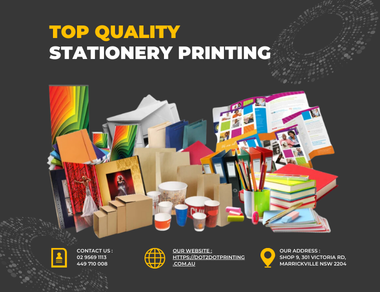 TOP QUALITY
STATIONERY PRINTING
CONTACT US :
02 9569 1113
449 710 008
OUR WEBSITE :
HTTPS://DOT2DOTPRINTING
.COM.AU
OUR ADDRESS :
SHOP 9, 301 VICTORIA RD,
MARRICKVILLE NSW 2204